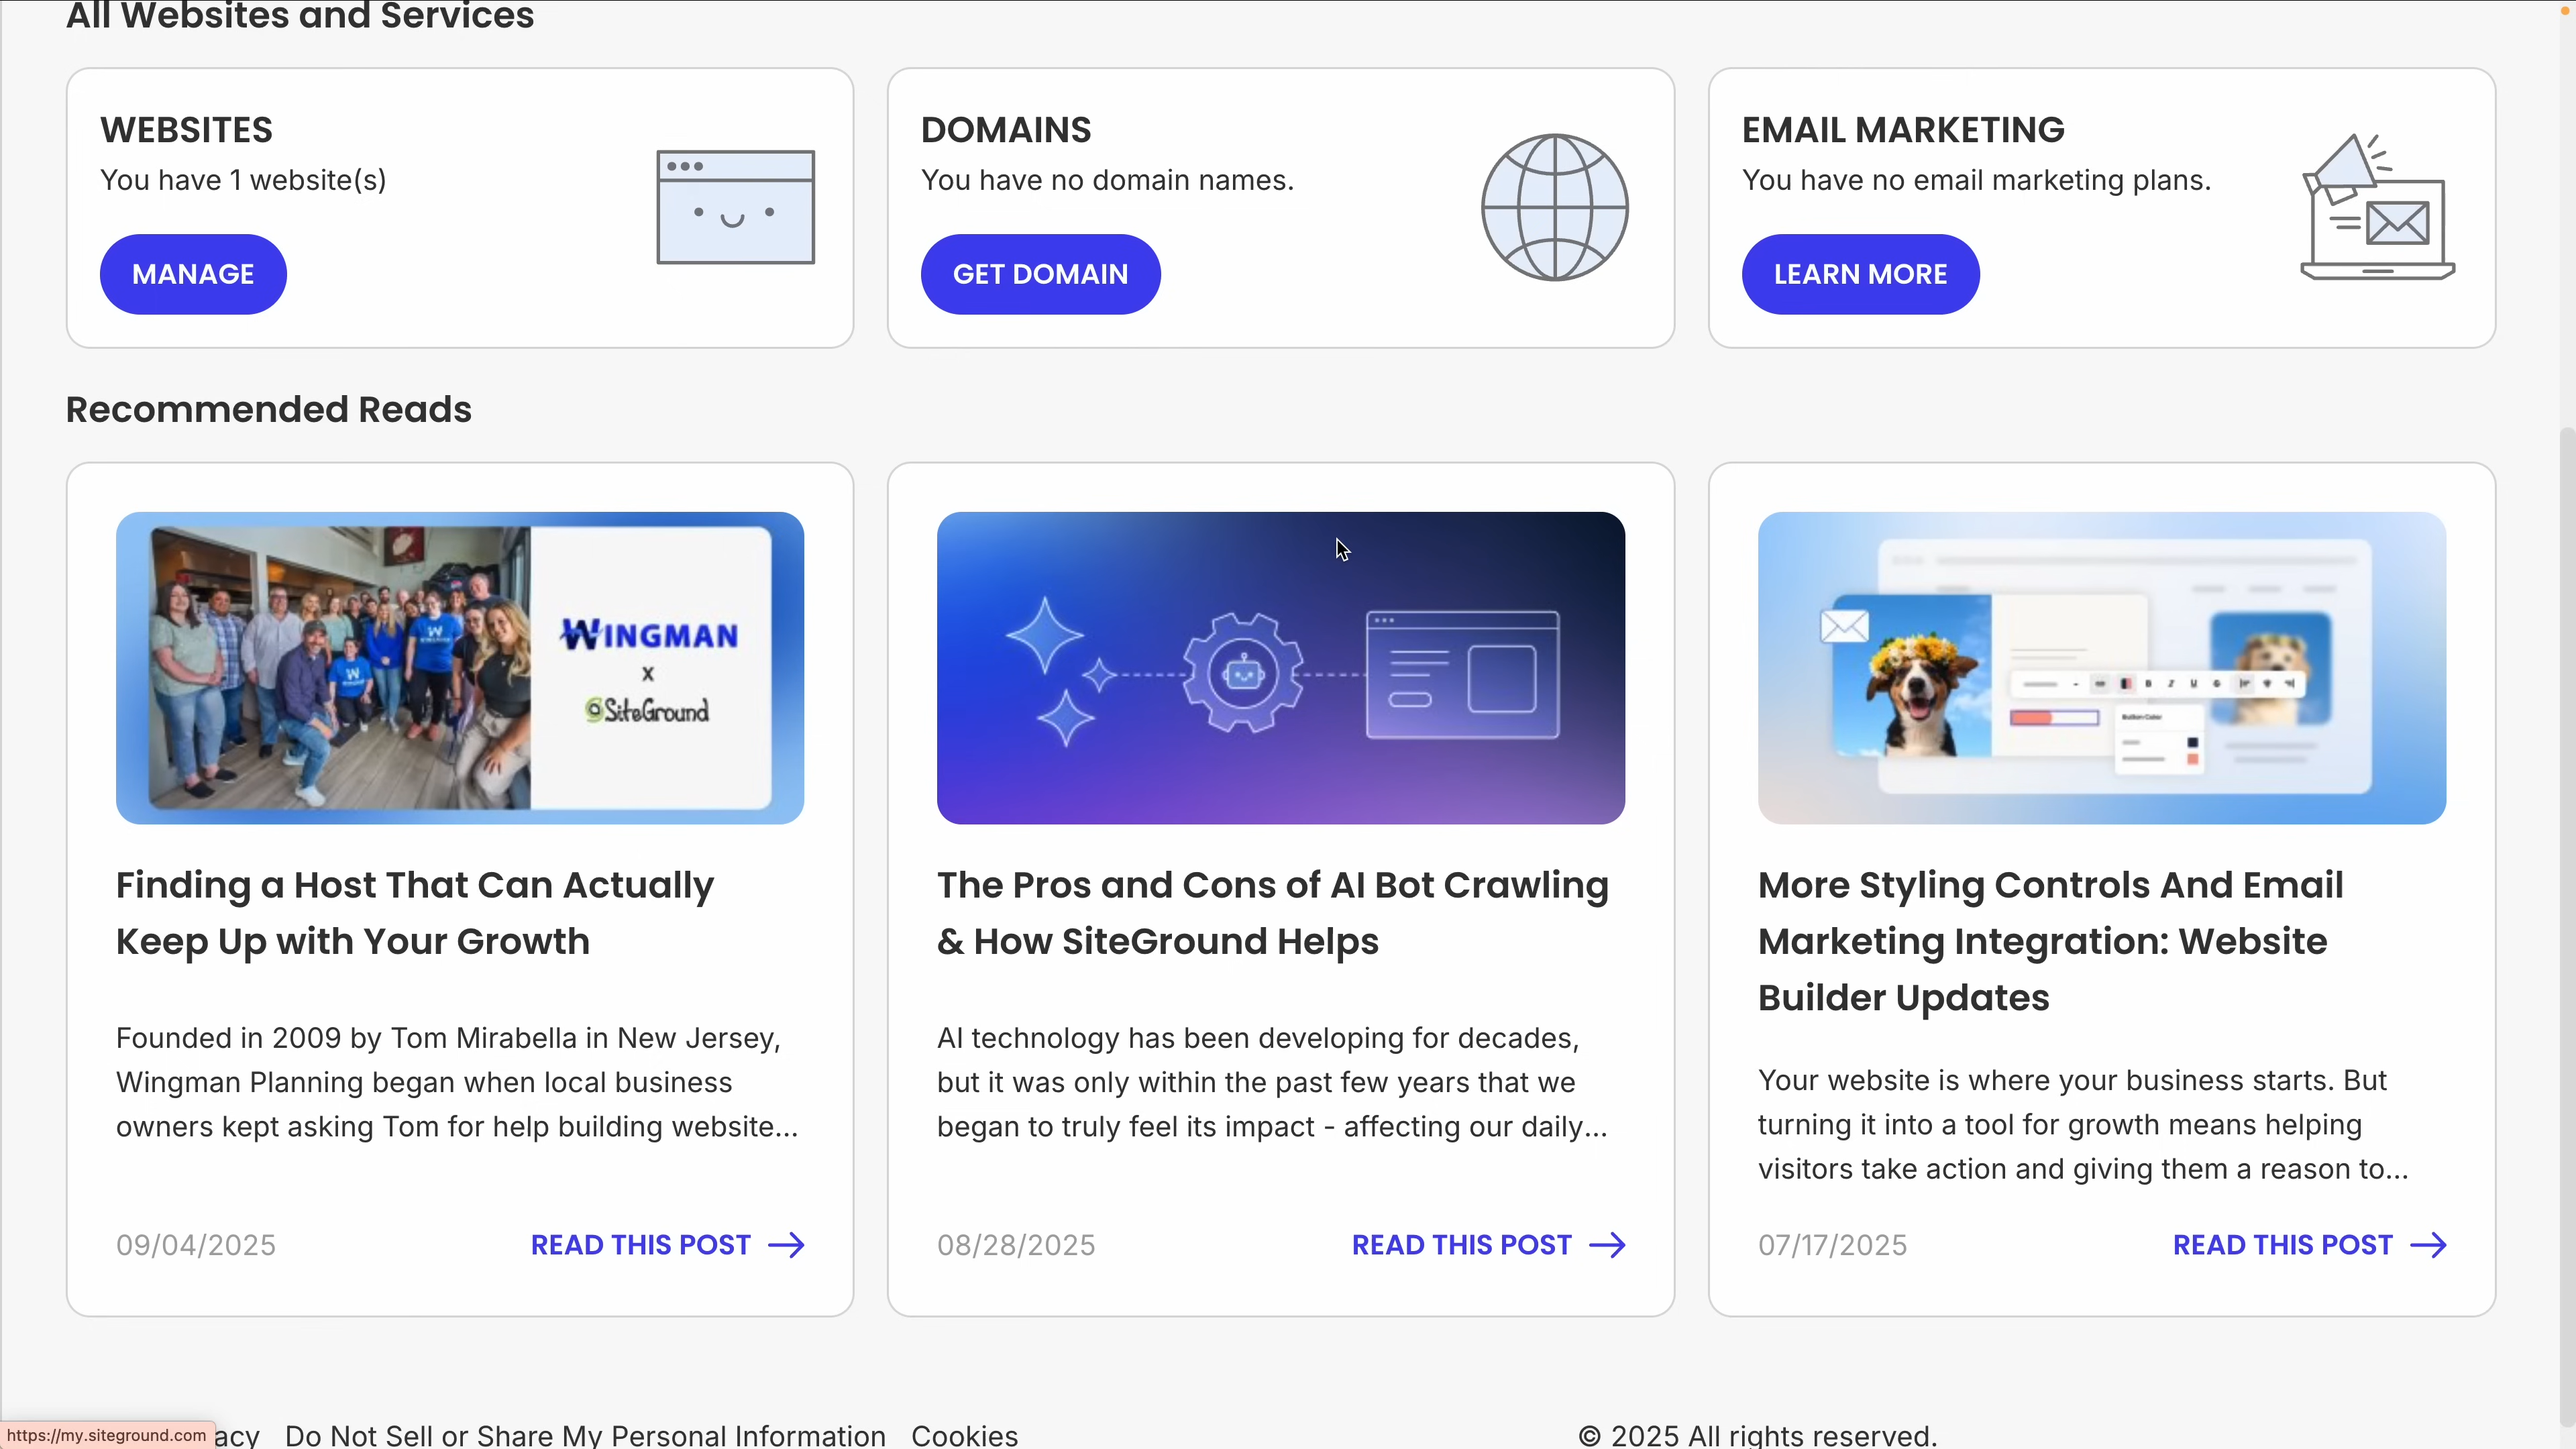 All Websites and Services
WEBSITES
You have 1 website(s)
MANAGE
DOMAINS
You have no domain names.
GET DOMAIN
EMAIL MARKETING
You have no email marketing plans.
LEARN MORE
Recommended Reads
WINGMAN
x
SiteGround
Finding a Host That Can Actually
Keep Up with Your Growth
Founded in 2009 by Tom Mirabella in New Jersey,
Wingman Planning began when local business
owners kept asking Tom for help building website...
09/04/2025
READ THIS POST
The Pros and Cons of AI Bot Crawling
& How SiteGround Helps
AI technology has been developing for decades,
but it was only within the past few years that we
began to truly feel its impact - affecting our daily...
08/28/2025
READ THIS POST
B I U S
Button Color
More Styling Controls And Email
Marketing Integration: Website
Builder Updates
Your website is where your business starts. But
turning it into a tool for growth means helping
visitors take action and giving them a reason to...
07/17/2025
READ THIS POST
https://my.siteground.com
acy Do Not Sell or Share My Personal Information Cookies
© 2025 All rights reserved.